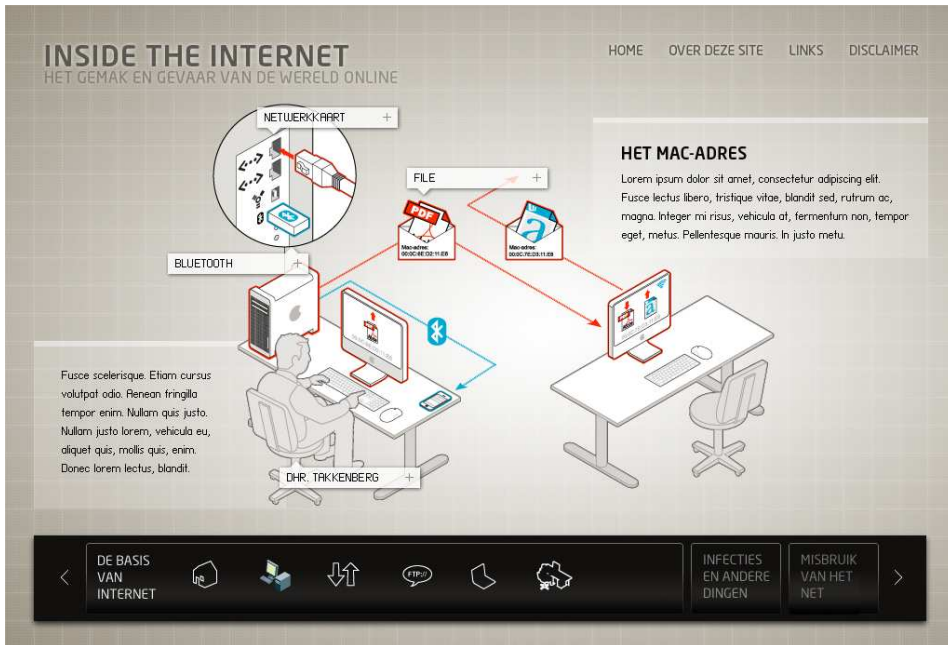 INSIDE THE INTERNET
HET GEMAK EN GEVAAR VAN DE WERELD ONLINE
HOME OVER DEZE SITE LINKS DISCLAIMER
NETWERKKAART +
FILE +
HET MAC-ADRES
Lorem ipsum dolor sit amet, consectetur adipiscing elit.
Fusce lectus libero, tristique vitae, blandit sed, rutrum ac,
magna. Integer mi risus, vehicula at, fermentum non, tempor
eget, metus. Pellentesque mauris. In justo metu.
PDF
Mac-adres:
Mac-adres:
a
BLUETOOTH +
Fusce scelerisque. Etiam cursus
volutpat odio. Aenean fringilla
tempor enim. Nullam quis justo.
Nullam justo lorem, vehicula eu,
aliquet quis, mollis quis, enim.
Donec lorem lectus, blandit.
DHR. TAKKENBERG +
DE BASIS
VAN
INTERNET
FTP://
INFECTIES
EN ANDERE
DINGEN
MISBRUIK
VAN HET
NET